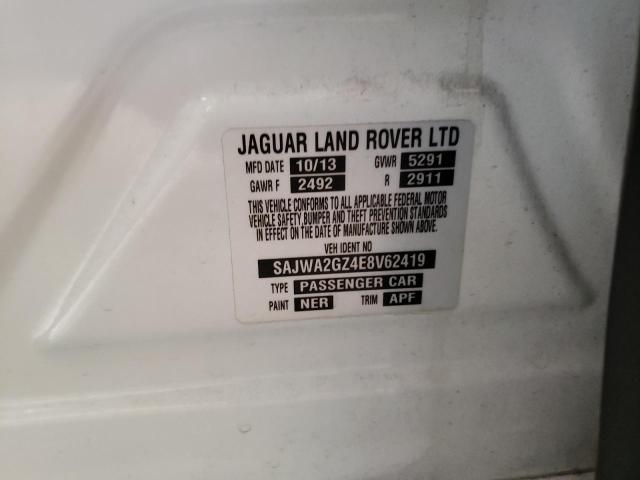 JAGUAR LAND ROVER LTD
MFD DATE 10/13 GVWR 5291
GAWR F 2492 R 2911
THIS VEHICLE CONFORMS TO ALL APPLICABLE FEDERAL MOTOR
VEHICLE SAFETY, BUMPER AND THEFT PREVENTION STANDARDS
IN EFFECT ON THE DATE OF MANUFACTURE SHOWN ABOVE.
VEH IDENT NO
SAJWA2GZ4E8V62419
TYPE PASSENGER CAR
PAINT NER TRIM APF